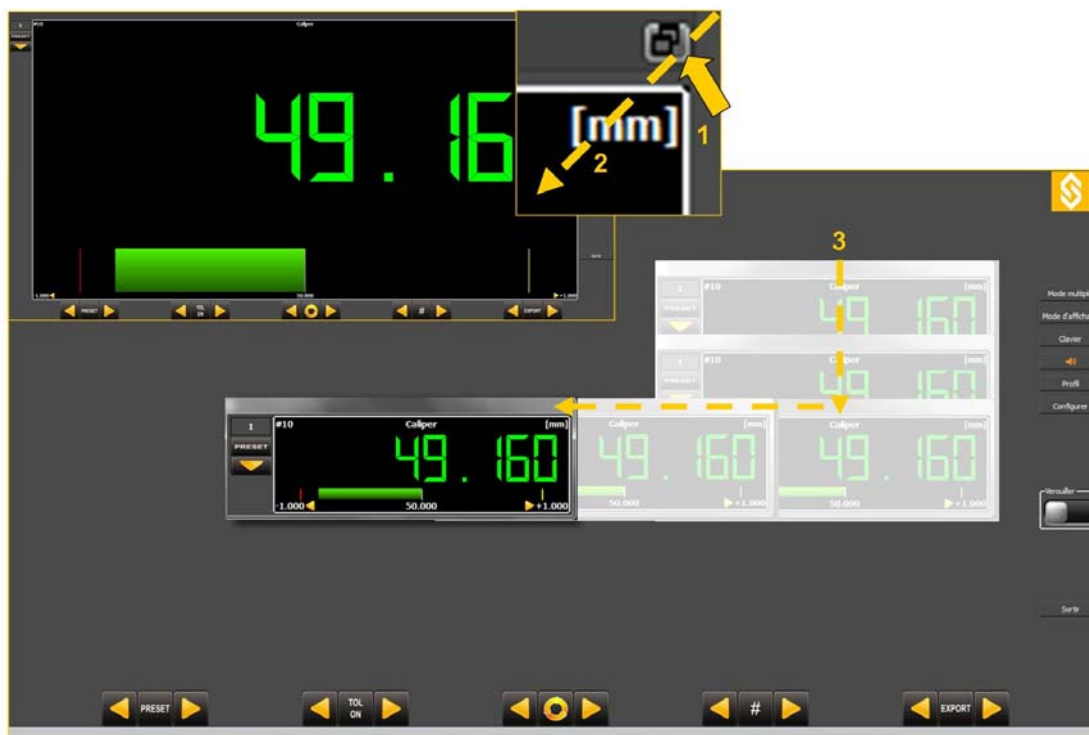 1
#10
Caliper
PRESET
49.16
[mm]
1
2
50.000
+1.000
PRESET
TOL
ON
#
EXPORT
Sortir
3
1
#10
Caliper
[mm]
PRESET
49 160
1
#10
Caliper
[mm]
PRESET
49 160
1
#10
Caliper
[mm]
PRESET
49.160
-1.000
50.000
+1.000
Caliper
[mm]
49.160
50.000
+1.000
Caliper
[mm]
49.160
50.000
+1.000
Mode multipl
Mode d'afficha
Clavier
Profil
Configurer
Verouiller
Sortir
PRESET
TOL
ON
#
EXPORT